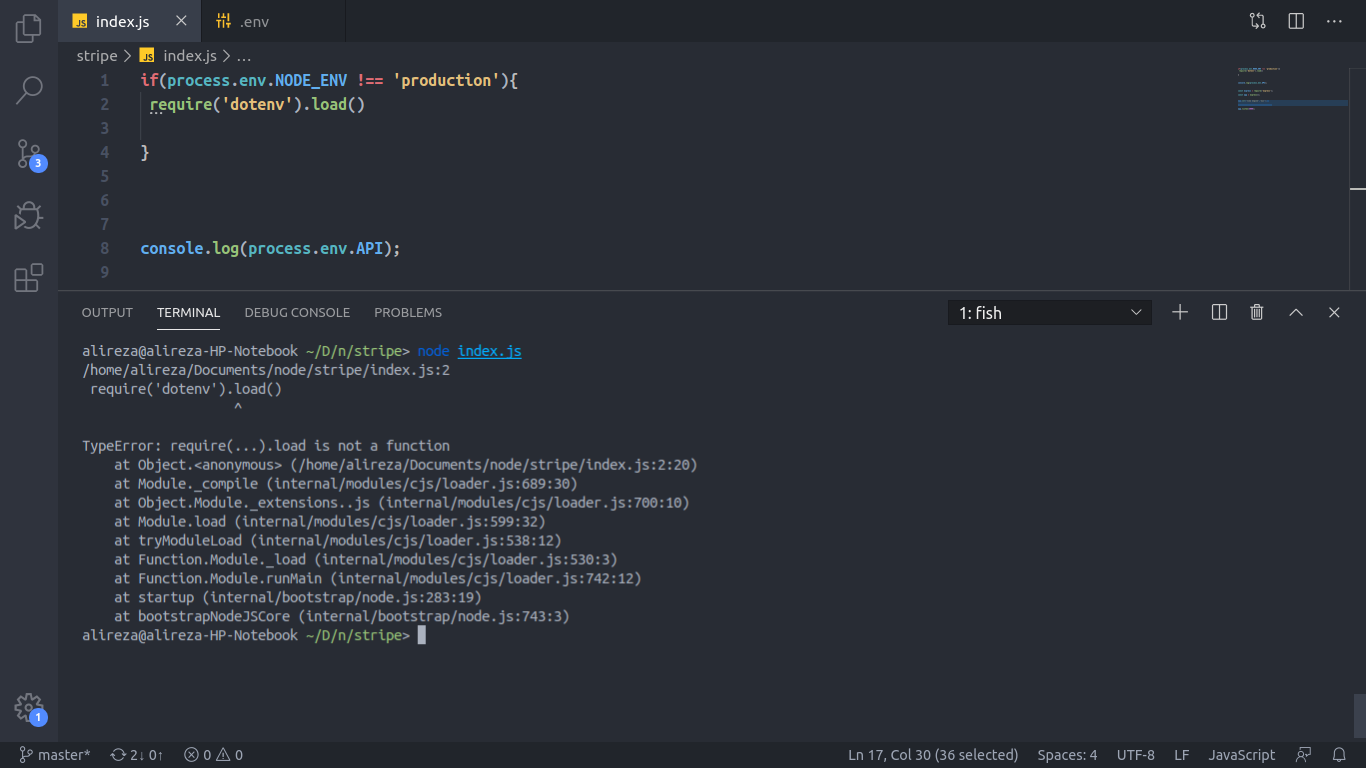 JS index.js
.env
stripe > JS index.js > ...
1 if(process.env.NODE_ENV !== 'production'){
2 require('dotenv').load()
3
4 }
5
6
7
8 console.log(process.env.API);
9
3
OUTPUT TERMINAL DEBUG CONSOLE PROBLEMS 1: fish
alireza@alireza-HP-Notebook ~/D/n/stripe> node index.js
/home/alireza/Documents/node/stripe/index.js:2
require('dotenv').load()
^
TypeError: require(...).load is not a function
at Object.<anonymous> (/home/alireza/Documents/node/stripe/index.js:2:20)
at Module._compile (internal/modules/cjs/loader.js:689:30)
at Object.Module._extensions..js (internal/modules/cjs/loader.js:700:10)
at Module.load (internal/modules/cjs/loader.js:599:32)
at tryModuleLoad (internal/modules/cjs/loader.js:538:12)
at Function.Module._load (internal/modules/cjs/loader.js:530:3)
at Function.Module.runMain (internal/modules/cjs/loader.js:742:12)
at startup (internal/bootstrap/node.js:283:19)
at bootstrapNodeJSCore (internal/bootstrap/node.js:743:3)
alireza@alireza-HP-Notebook ~/D/n/stripe>
1
master* 2↓ 0↑ 0 0 Ln 17, Col 30 (36 selected) Spaces: 4 UTF-8 LF JavaScript